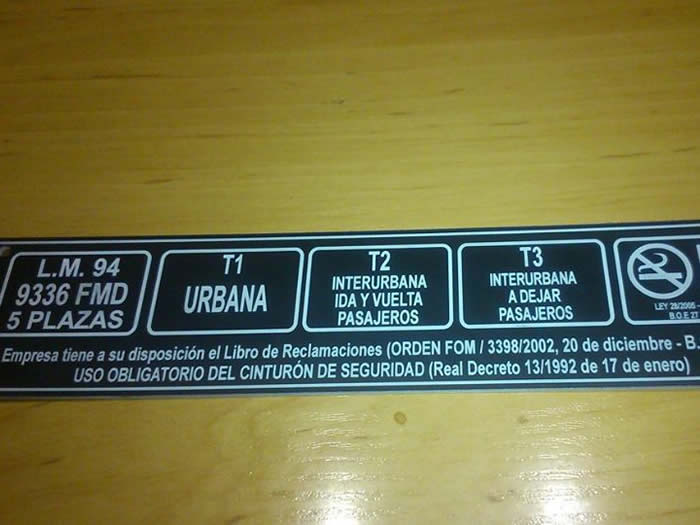 L.M. 94
9336 FMD
5 PLAZAS
T1
URBANA
T2
INTERURBANA
IDA Y VUELTA
PASAJEROS
T3
INTERURBANA
A DEJAR
PASAJEROS
LEY 28/2005 -
B.O.E 27
Empresa tiene a su disposición el Libro de Reclamaciones (ORDEN FOM / 3398/2002, 20 de diciembre - B.
USO OBLIGATORIO DEL CINTURÓN DE SEGURIDAD (Real Decreto 13/1992 de 17 de enero)